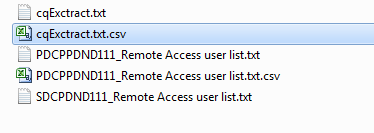 cqExctract.txt
cqExctract.txt.csv
PDCPPDND111_Remote Access user list.txt
PDCPPDND111_Remote Access user list.txt.csv
SDCPDND111_Remote Access user list.txt